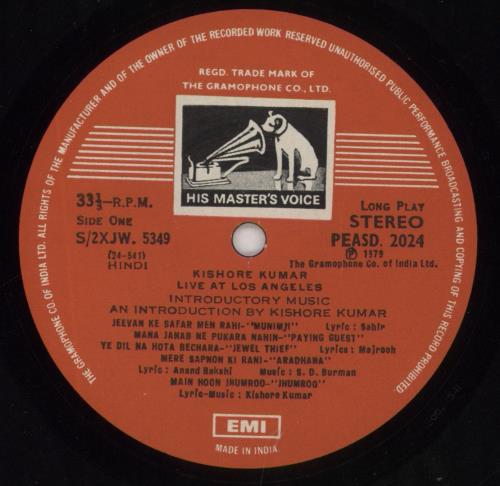 THE GRAMOPHONE CO. OF INDIA LTD. ALL RIGHTS OF THE MANUFACTURER AND OF THE OWNER OF THE RECORDED WORK RESERVED UNAUTHORISED PUBLIC PERFORMANCE BROADCASTING AND COPYING OF THIS RECORD PROHIBITED.
REGD. TRADE MARK OF
THE GRAMOPHONE CO., LTD.
HIS MASTER'S VOICE
33⅓-R.P.M.
Side One
S/2XJW. 5349
(24-541)
HINDI
Long Play
STEREO
PEASD. 2024
Ⓟ 1979
The Gramophone Co. of India Ltd.
KISHORE KUMAR
LIVE AT LOS ANGELES
INTRODUCTORY MUSIC
AN INTRODUCTION BY KISHORE KUMAR
JEEVAN KE SAFAR MEN RAHI-"MUNIMJI" Lyric: Sahir
MANA JANAB NE PUKARA NAHIN-"PAYING GUEST"
YE DIL NA HOTA BECHARA-"JEWEL THIEF" Lyrics: Majrooh
MERE SAPNON KI RANI-"ARADHANA"
Lyric: Anand Bakshi Music: S. D. Burman
MAIN HOON JHUMROO-"JHUMROO"
Lyric-Music: Kishore Kumar
EMI
MADE IN INDIA